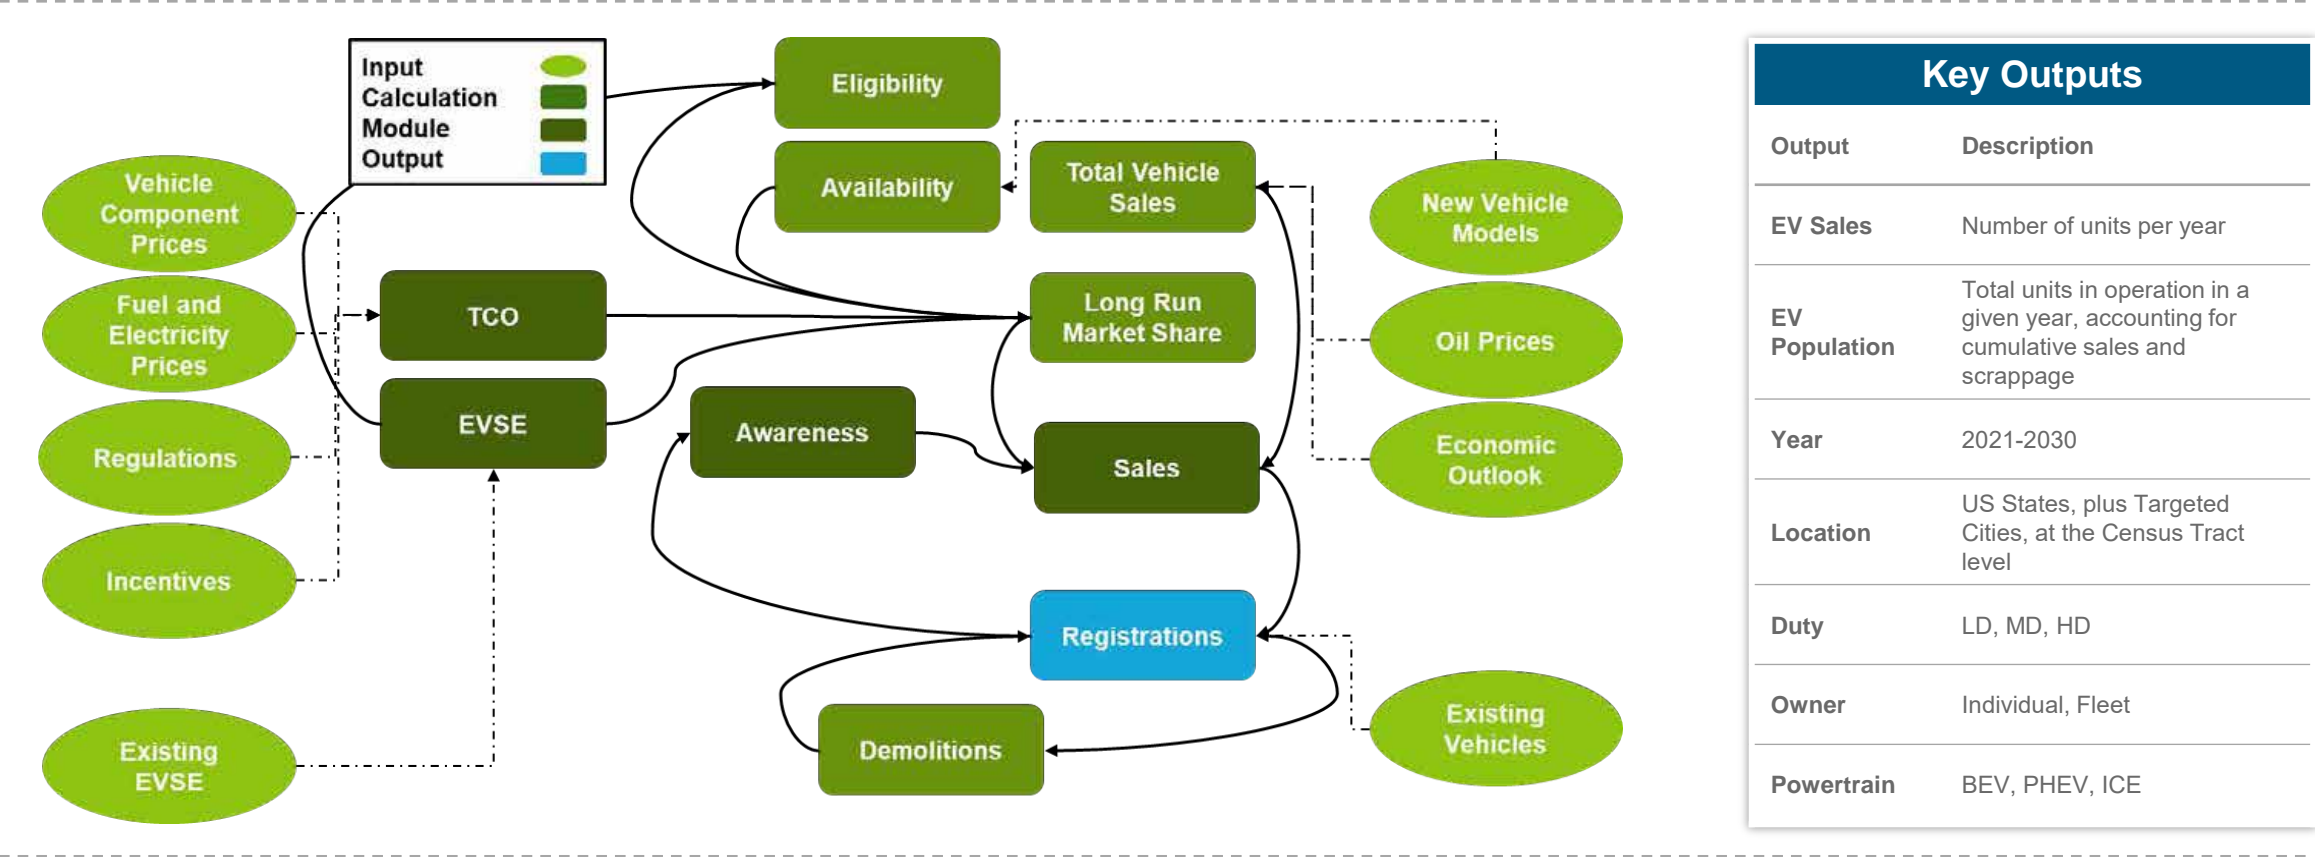 Input
Calculation
Module
Output
Vehicle
Component
Prices
Fuel and
Electricity
Prices
Regulations
Incentives
Existing
EVSE
TCO
EVSE
Eligibility
Availability
Total Vehicle
Sales
Long Run
Market Share
Awareness
Sales
Registrations
Demolitions
New Vehicle
Models
Oil Prices
Economic
Outlook
Existing
Vehicles
Key Outputs
Output Description
EV Sales Number of units per year
EV
Population
Total units in operation in a
given year, accounting for
cumulative sales and
scrappage
Year 2021-2030
Location
US States, plus Targeted
Cities, at the Census Tract
level
Duty LD, MD, HD
Owner Individual, Fleet
Powertrain BEV, PHEV, ICE